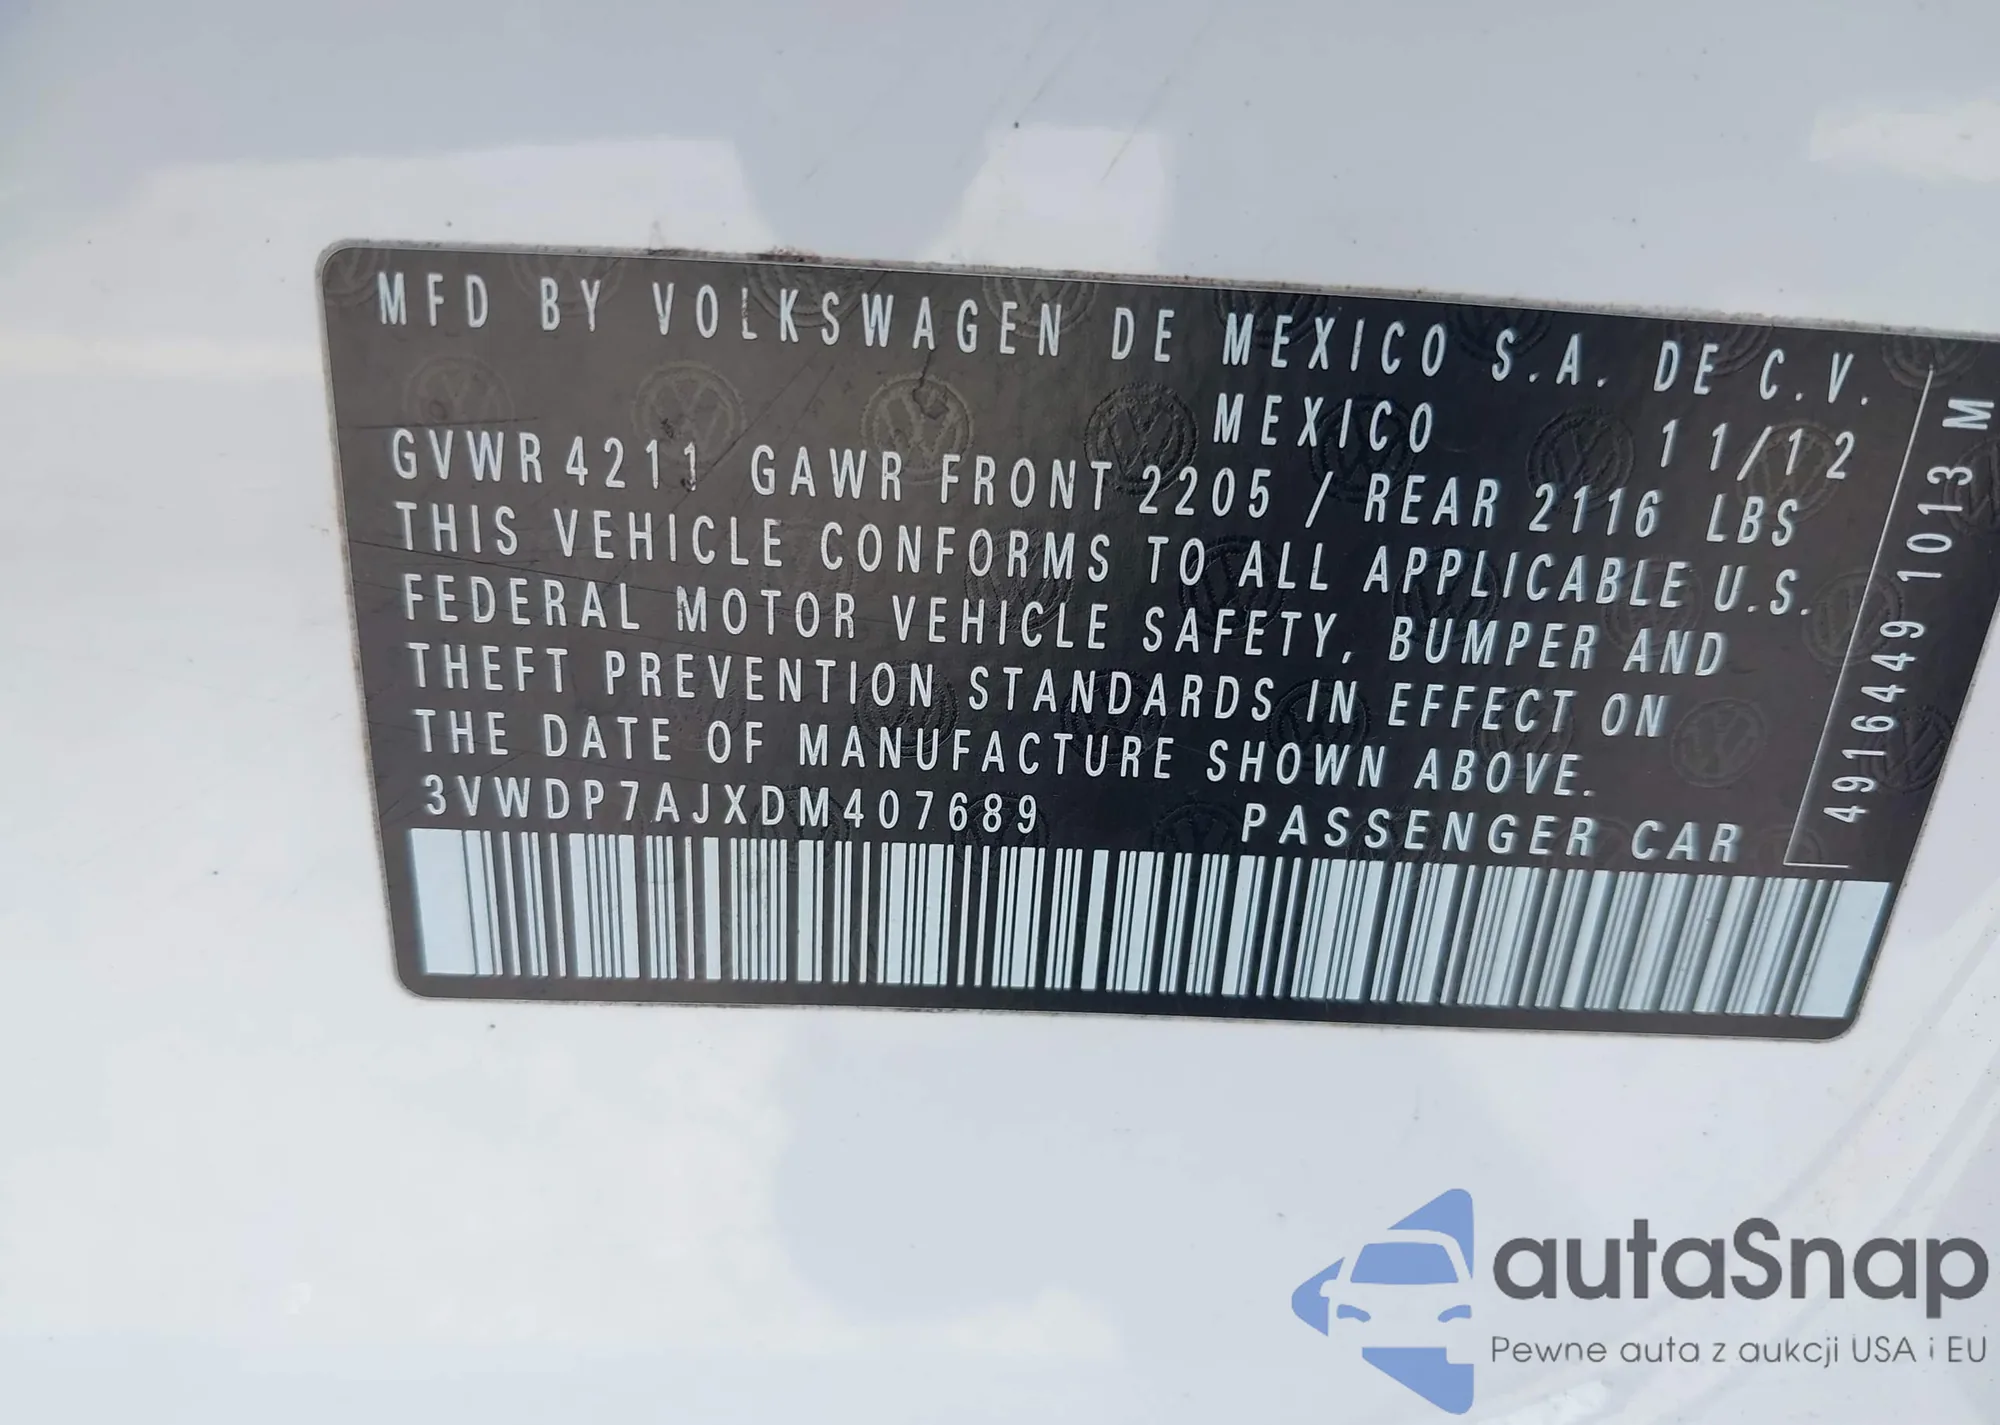 MFD BY VOLKSWAGEN DE MEXICO S.A. DE C.V.
MEXICO 11/12
GVWR 4211 GAWR FRONT 2205 / REAR 2116 LBS
THIS VEHICLE CONFORMS TO ALL APPLICABLE U.S.
FEDERAL MOTOR VEHICLE SAFETY, BUMPER AND
THEFT PREVENTION STANDARDS IN EFFECT ON
THE DATE OF MANUFACTURE SHOWN ABOVE.
3VWDP7AJXDM407689 PASSENGER CAR
4916449 1013 M
autaSnap
Pewne auta z aukcji USA i EU